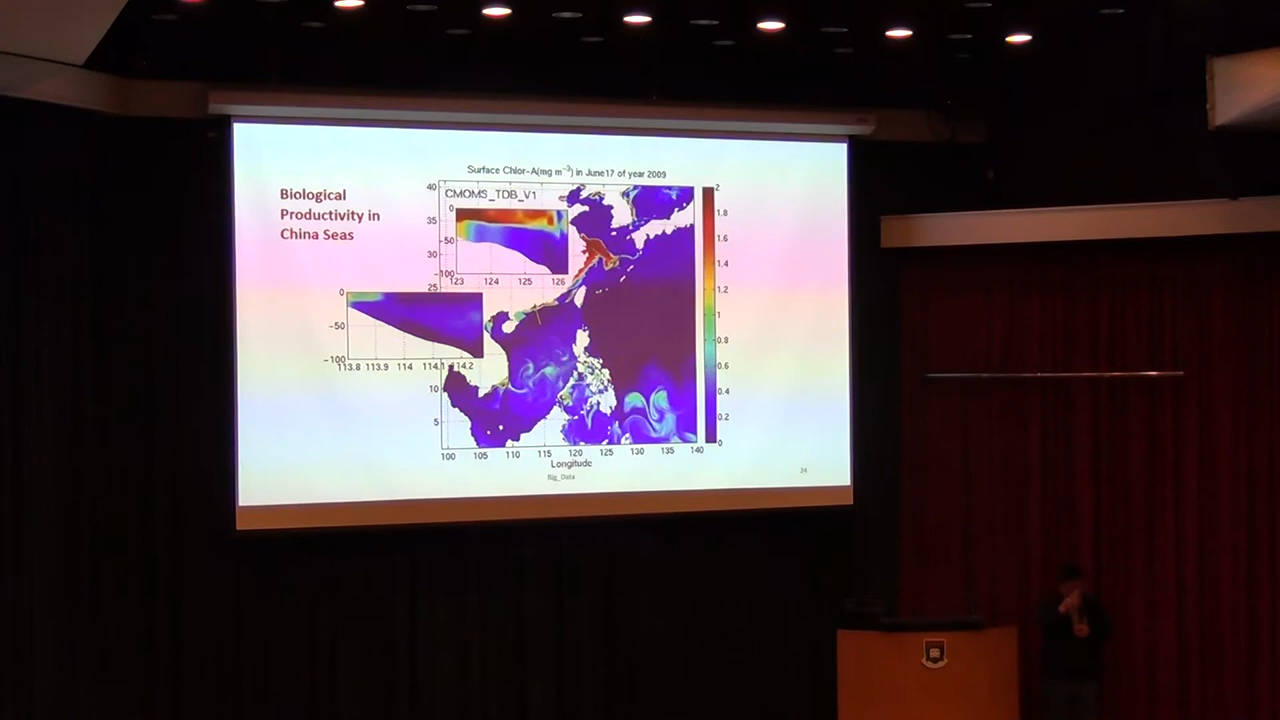 Surface Chlor-A(mg m⁻³) in June17 of year 2009
Biological
Productivity in
China Seas
CMOMS_TDB_V1
40
35
30
25
10
5
0
-50
-100
123 124 125 126
0
-50
-100
113.8 113.9 114 114.1 114.2
100 105 110 115 120 125 130 135 140
Longitude
2
1.8
1.6
1.4
1.2
1
0.8
0.6
0.4
0.2
0
Big_Data
24